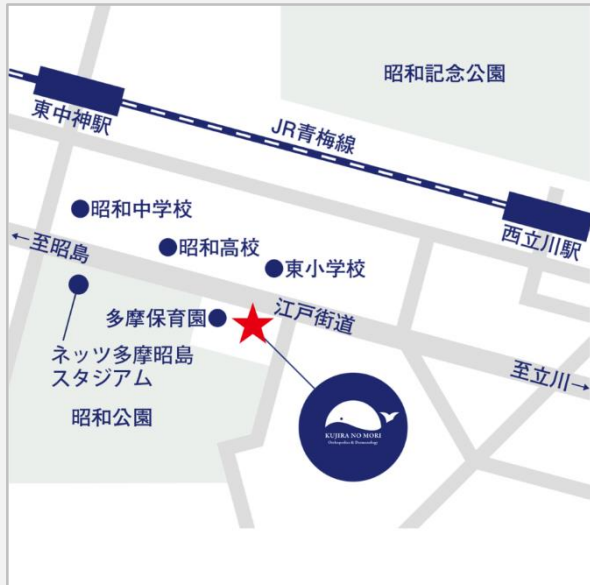 昭和記念公園
東中神駅
JR青梅線
昭和中学校
西立川駅
←至昭島
昭和高校
東小学校
江戸街道
多摩保育園
ネッツ多摩昭島
スタジアム
至立川→
昭和公園
KUJIRA NO MORI
Orthopedics & Dermatology